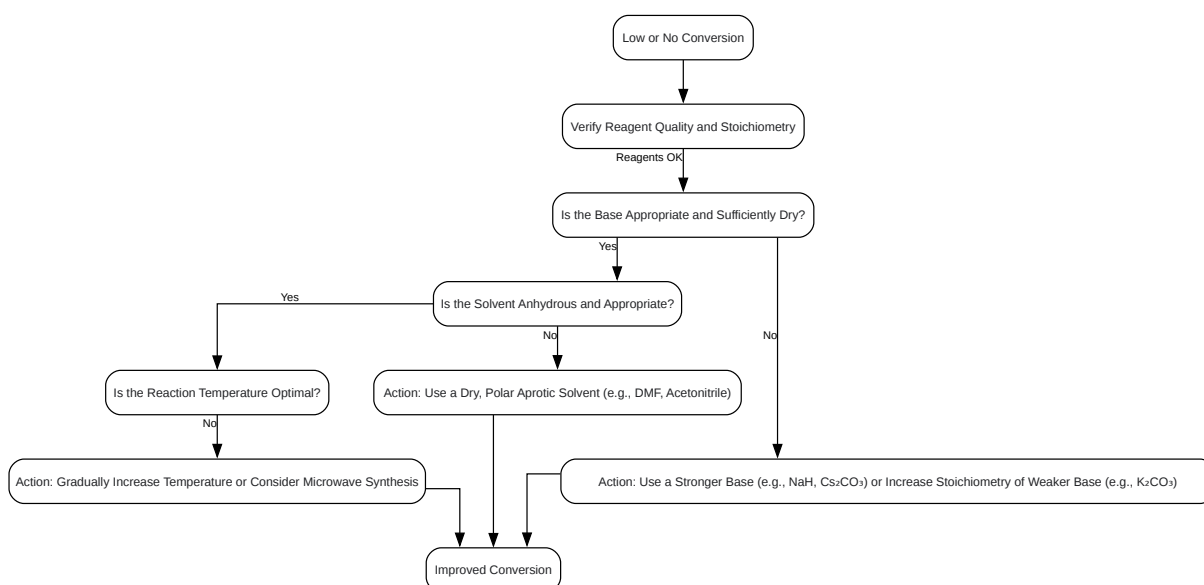 Low or No Conversion
Verify Reagent Quality and Stoichiometry
Reagents OK
Is the Base Appropriate and Sufficiently Dry?
Yes
Is the Solvent Anhydrous and Appropriate?
Yes
No
No
Is the Reaction Temperature Optimal?
Action: Use a Dry, Polar Aprotic Solvent (e.g., DMF, Acetonitrile)
No
Action: Gradually Increase Temperature or Consider Microwave Synthesis
Action: Use a Stronger Base (e.g., NaH, Cs₂CO₃) or Increase Stoichiometry of Weaker Base (e.g., K₂CO₃)
Improved Conversion